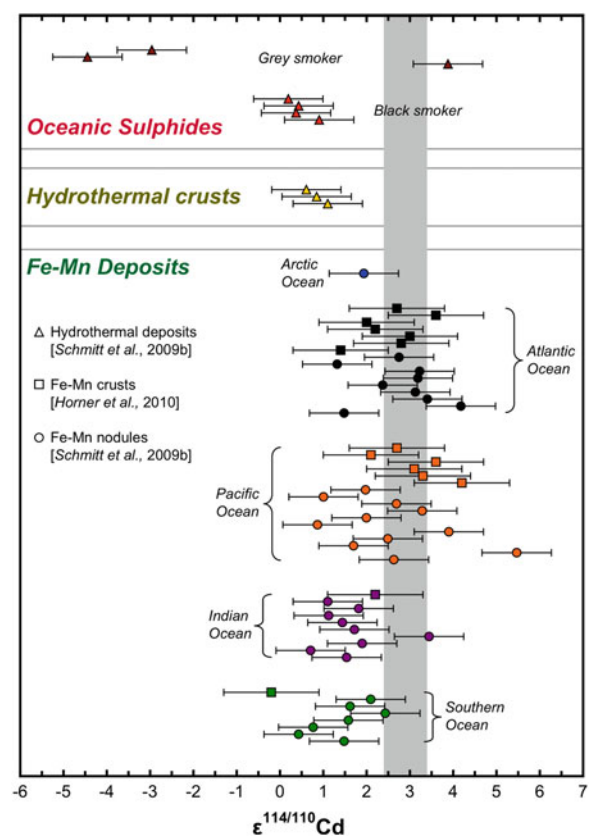 Grey smoker
Black smoker
Oceanic Sulphides
Hydrothermal crusts
Fe-Mn Deposits
Arctic
Ocean
Hydrothermal deposits
[Schmitt et al., 2009b]
Atlantic
Ocean
Fe-Mn crusts
[Horner et al., 2010]
Fe-Mn nodules
[Schmitt et al., 2009b]
Pacific
Ocean
Indian
Ocean
Southern
Ocean
-6 -5 -4 -3 -2 -1 0 1 2 3 4 5 6 7
ε114/110Cd